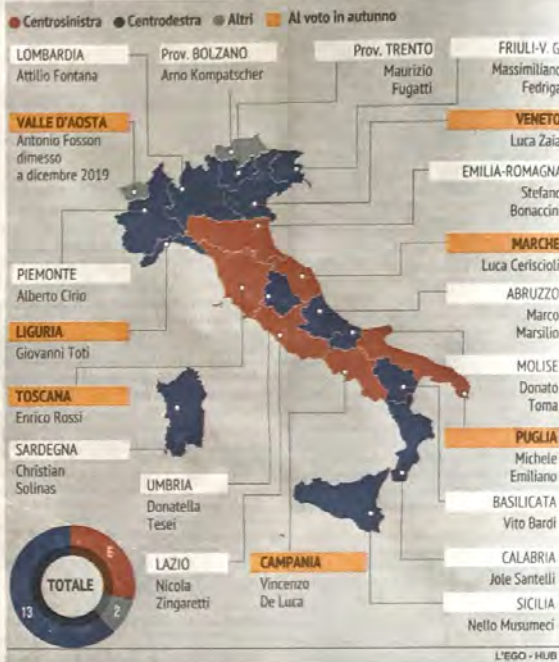 Centrosinistra Centrodestra Altri Al voto in autunno
LOMBARDIA
Attilio Fontana
Prov. BOLZANO
Arno Kompatscher
Prov. TRENTO
Maurizio
Fugatti
FRIULI-V. G
Massimiliano
Fedriga
VALLE D'AOSTA
Antonio Fosson
dimesso
a dicembre 2019
VENETO
Luca Zaia
EMILIA-ROMAGNA
Stefano
Bonaccin
MARCHE
Luca Ceriscioli
PIEMONTE
Alberto Cirio
ABRUZZO
Marco
Marsilio
LIGURIA
Giovanni Toti
MOLISE
Donato
Toma
TOSCANA
Enrico Rossi
PUGLIA
Michele
Emiliano
SARDEGNA
Christian
Solinas
UMBRIA
Donatella
Tesei
BASILICATA
Vito Bardi
LAZIO
Nicola
Zingaretti
CAMPANIA
Vincenzo
De Luca
CALABRIA
Jole Santelli
SICILIA
Nello Musumeci
TOTALE
6
13
2
L'EGO - HUB